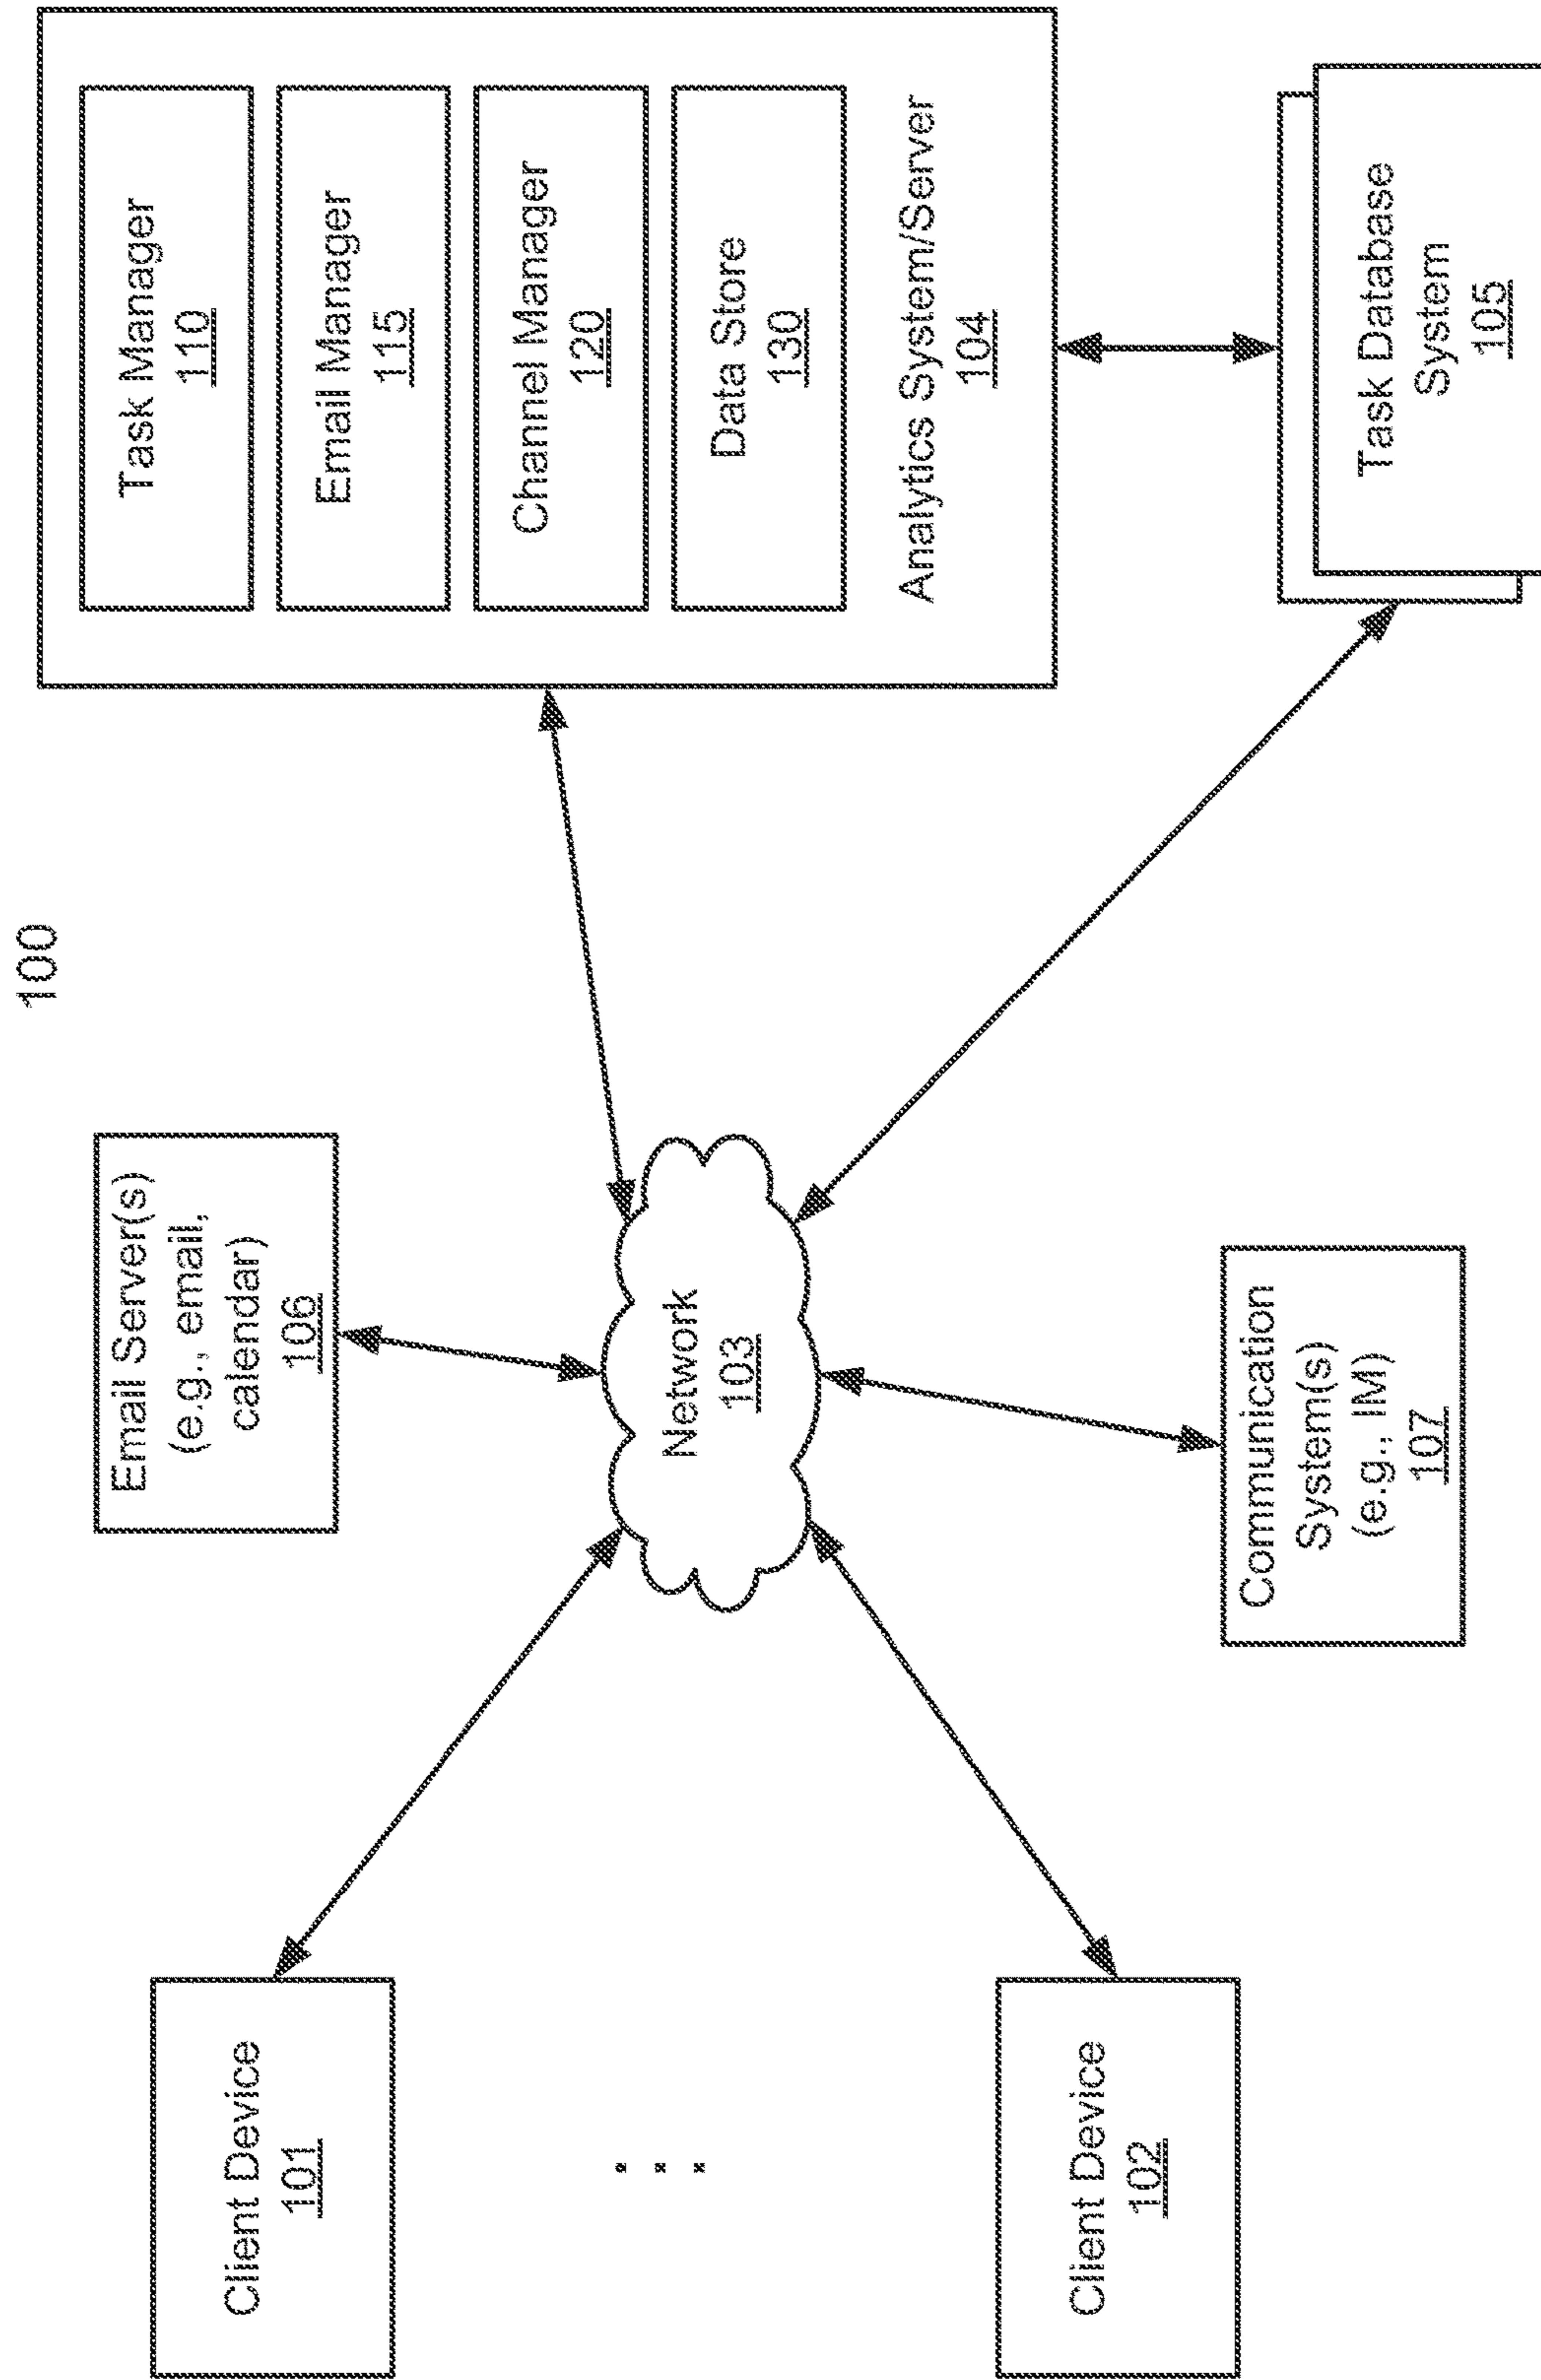 100
Client Device
101
Client Device
102
Email Server(s)
(e.g., email,
calendar)
106
Network
103
Communication
System(s)
(e.g., IM)
107
Task Manager
110
Email Manager
115
Channel Manager
120
Data Store
130
Analytics System/Server
104
Task Database
System
105